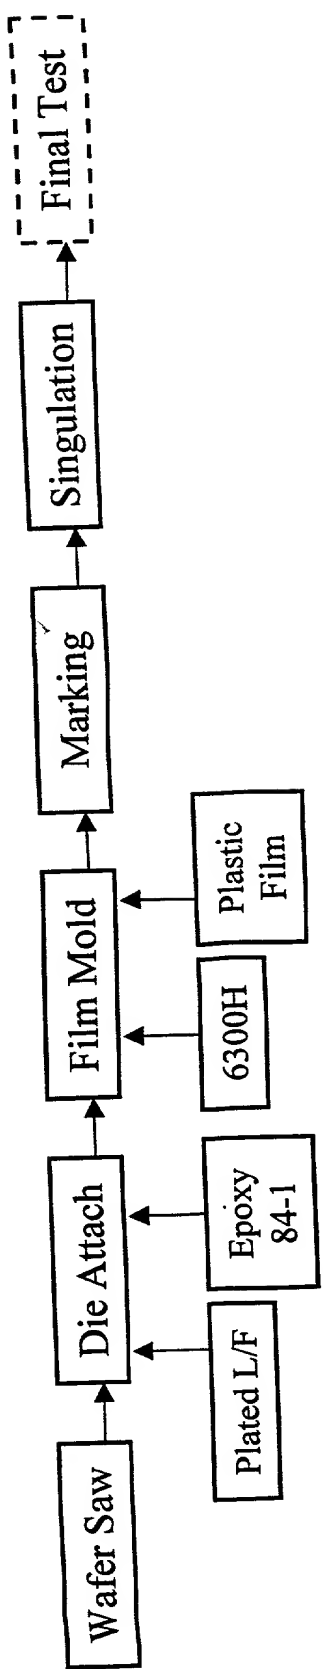 Wafer Saw
Die Attach
Film Mold
Marking
Singulation
Final Test
Plated L/F
Epoxy
84-1
6300H
Plastic
Film